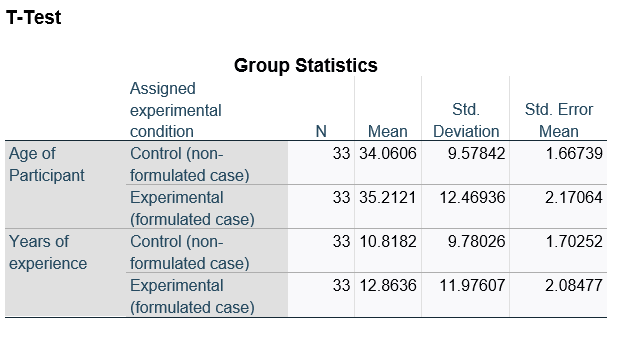 T-Test
Group Statistics
Assigned
experimental
condition N Mean Std. Deviation Std. Error Mean
Age of Participant Control (non-formulated case) 33 34.0606 9.57842 1.66739
Experimental (formulated case) 33 35.2121 12.46936 2.17064
Years of experience Control (non-formulated case) 33 10.8182 9.78026 1.70252
Experimental (formulated case) 33 12.8636 11.97607 2.08477